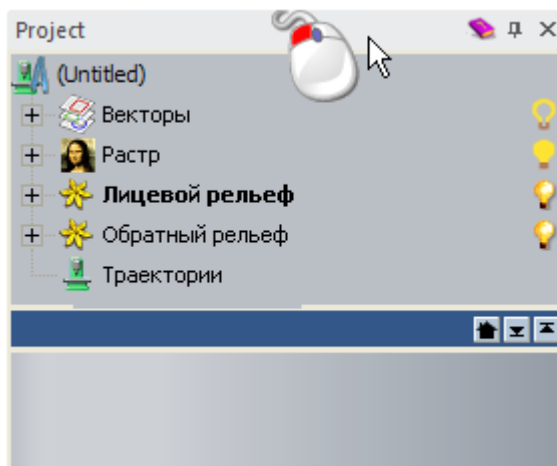 Project
(Untitled)
Векторы
Растр
Лицевой рельеф
Обратный рельеф
Траектории